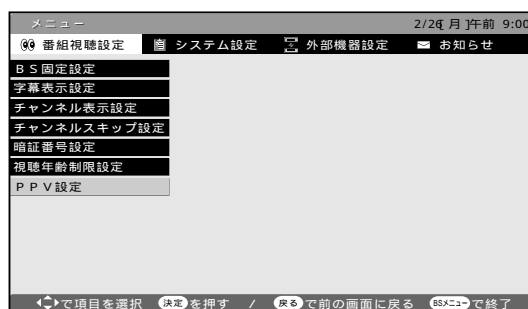 メニュー 2/26[月]午前 9:00
番組視聴設定 システム設定 外部機器設定 お知らせ
BS固定設定
字幕表示設定
チャンネル表示設定
チャンネルスキップ設定
暗証番号設定
視聴年齢制限設定
PPV設定
で項目を選択 決定を押す / 戻るで前の画面に戻る BSメニューで終了